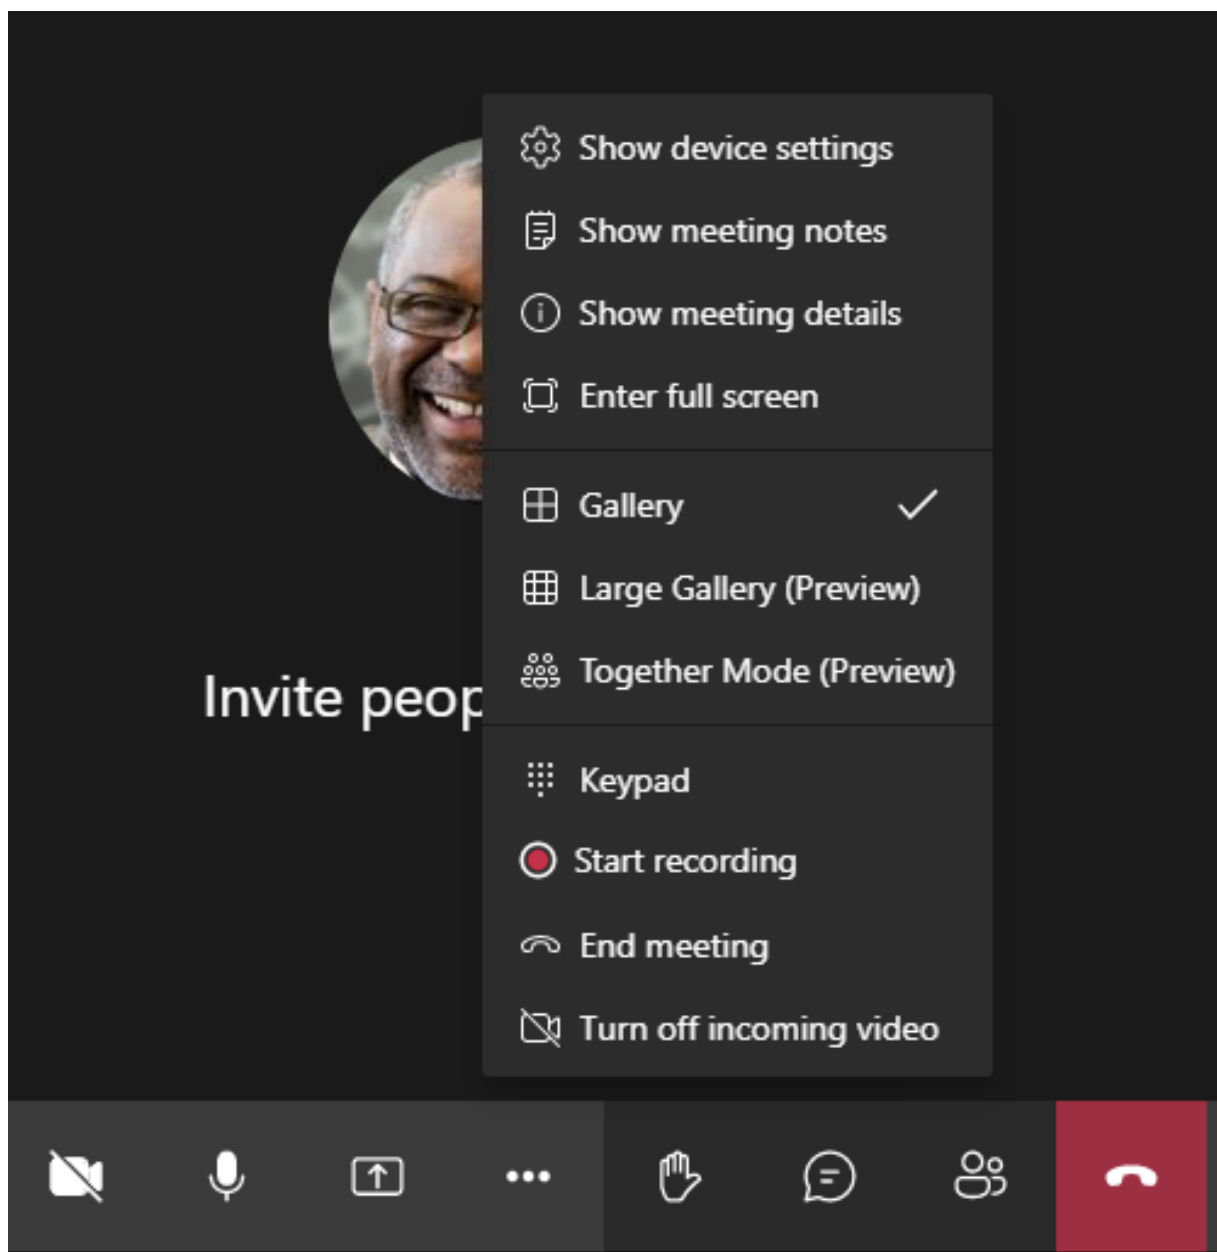 Show device settings
Show meeting notes
Show meeting details
Enter full screen
Gallery
Large Gallery (Preview)
Together Mode (Preview)
Invite
Keypad
Start recording
End meeting
Turn off incoming video